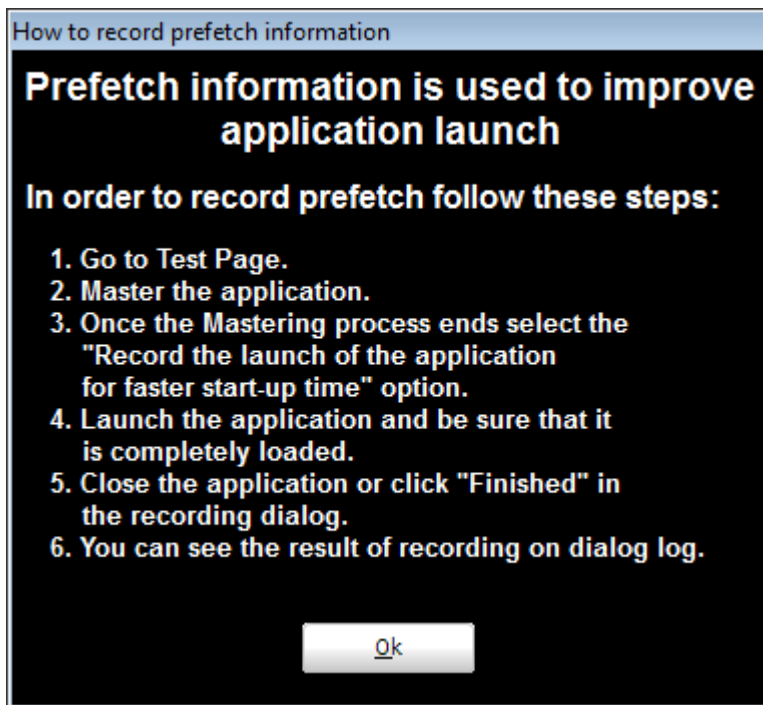 How to record prefetch information
Prefetch information is used to improve
application launch
In order to record prefetch follow these steps:
1. Go to Test Page.
2. Master the application.
3. Once the Mastering process ends select the
"Record the launch of the application
for faster start-up time" option.
4. Launch the application and be sure that it
is completely loaded.
5. Close the application or click "Finished" in
the recording dialog.
6. You can see the result of recording on dialog log.
Ok